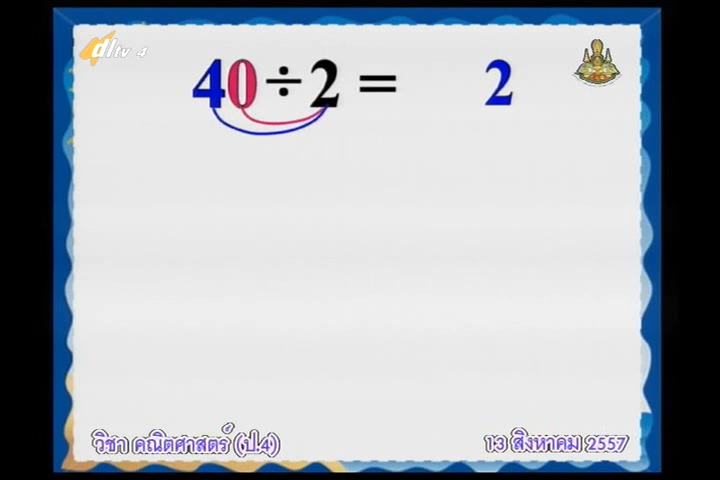 dltv 4
40÷2 = 2
วิชา คณิตศาสตร์ (ป.4)
13 สิงหาคม 2557